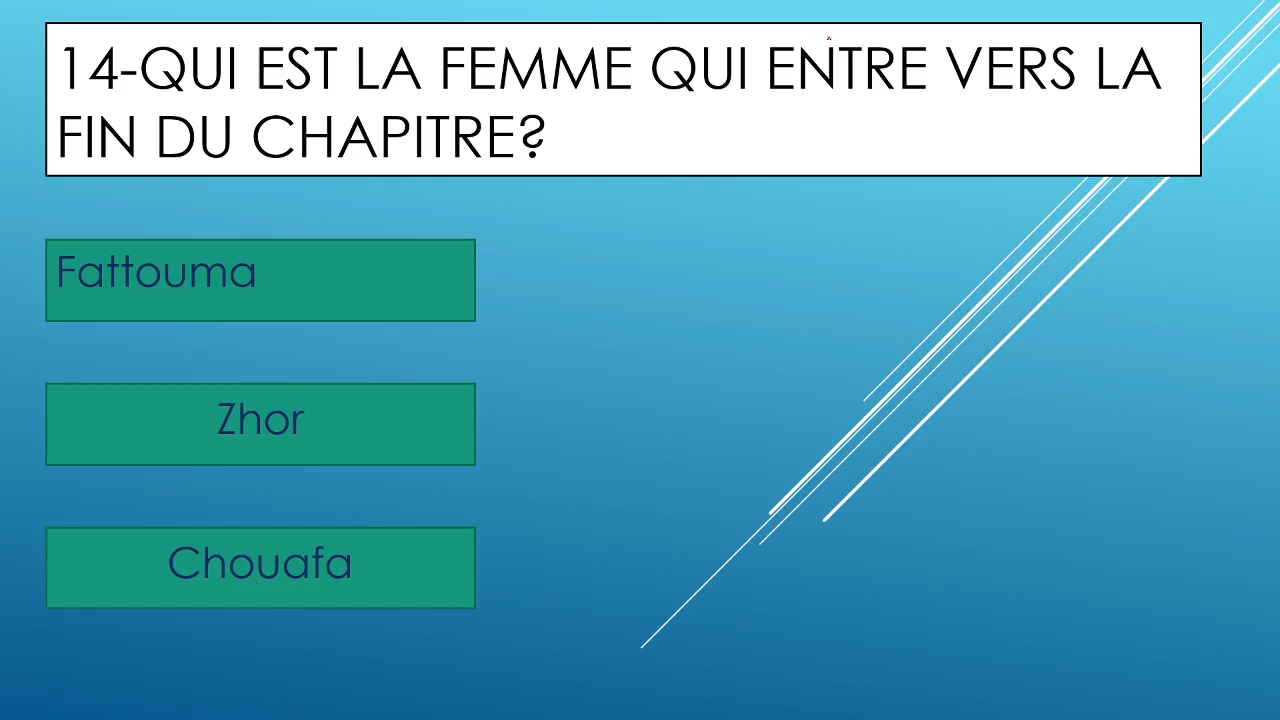 14-QUI EST LA FEMME QUI ENTRE VERS LA
FIN DU CHAPITRE?
Fattouma
Zhor
Chouafa